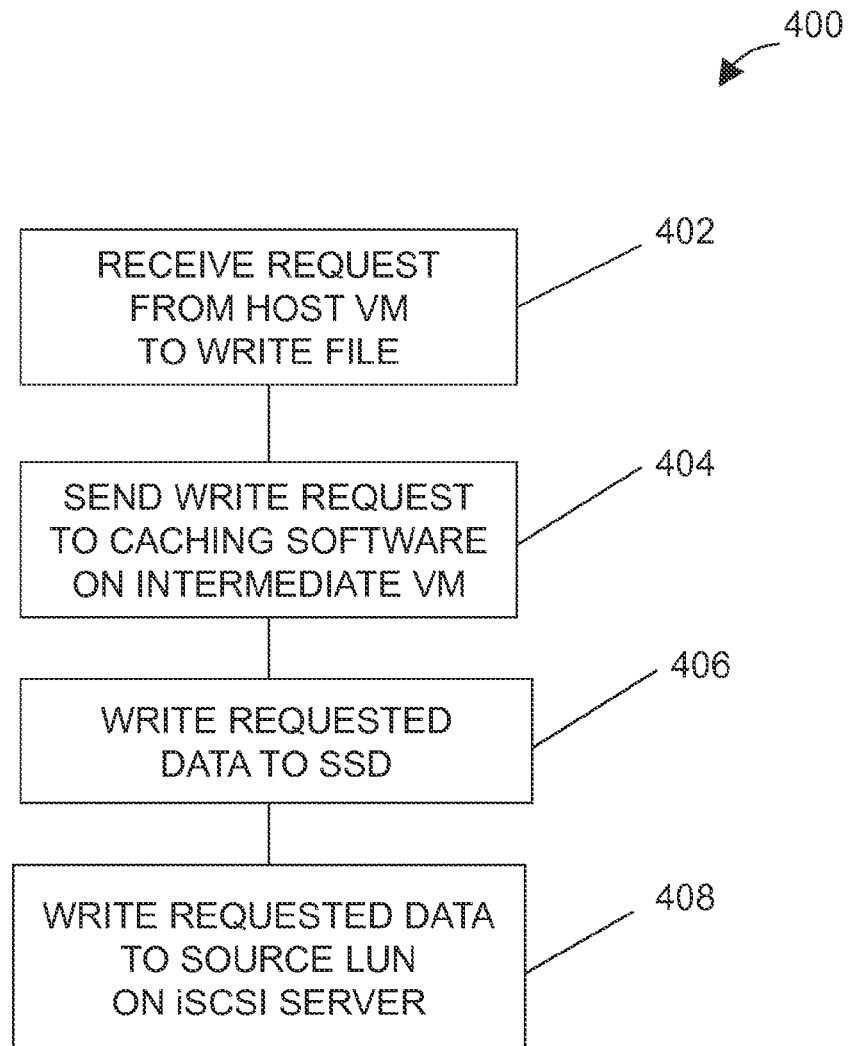 400
RECEIVE REQUEST
FROM HOST VM
TO WRITE FILE
402
SEND WRITE REQUEST
TO CACHING SOFTWARE
ON INTERMEDIATE VM
404
WRITE REQUESTED
DATA TO SSD
406
WRITE REQUESTED DATA
TO SOURCE LUN
ON iSCSI SERVER
408